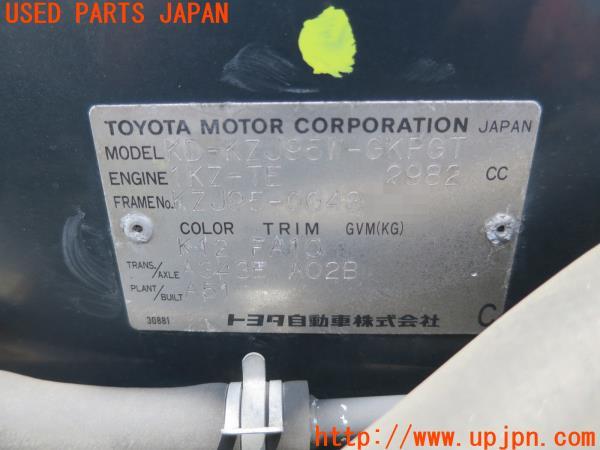 USED PARTS JAPAN
TOYOTA MOTOR CORPORATION JAPAN
MODEL KD-KZJ95W-GKPGT
ENGINE 1KZ-TE 2982 CC
FRAME No. KZJ95-0048
COLOR TRIM GVM(KG)
K12 FA10
TRANS./AXLE A343E A02B
PLANT/BUILT A61
30881 トヨタ自動車株式会社 C
http://www.upjpn.com/